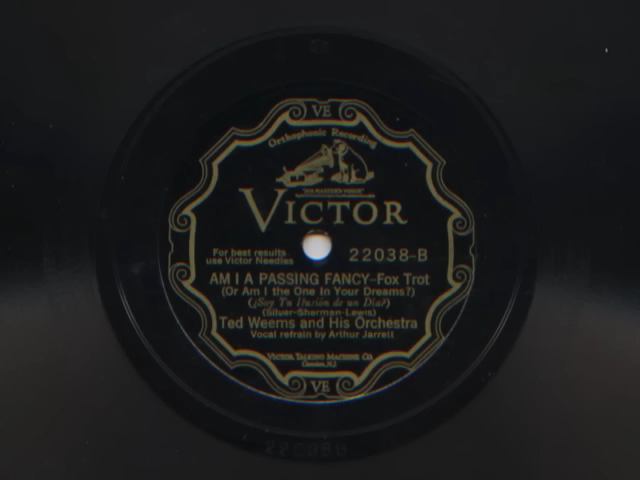 VE
Orthophonic Recording
"HIS MASTER'S VOICE"
VICTOR
For best results
use Victor Needles
22038-B
AM I A PASSING FANCY–Fox Trot
(Or Am I the One In Your Dreams?)
(¿Soy Tu Ilusión de un Día?)
(Silver-Sherman-Lewis)
Ted Weems and His Orchestra
Vocal refrain by Arthur Jarrett
VICTOR TALKING MACHINE CO.
Camden, N.J.
VE